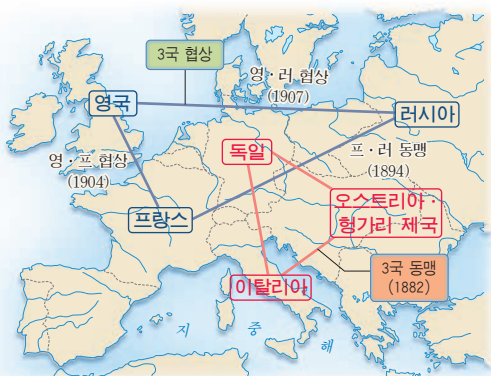 3국 협상
영·러 협상
(1907)
영국
러시아
독일
프·러 동맹
(1894)
영·프 협상
(1904)
오스트리아·
헝가리 제국
프랑스
3국 동맹
(1882)
이탈리아
지중해